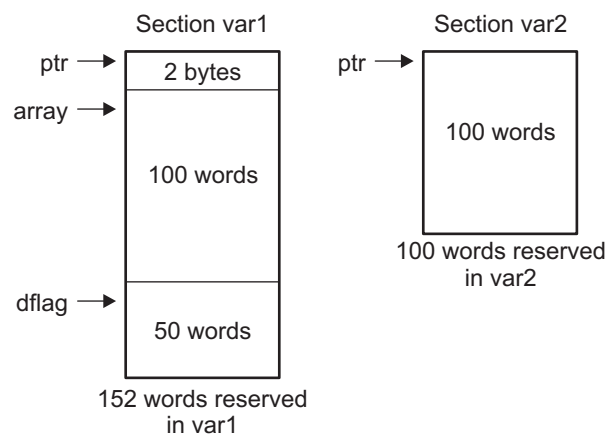 Section var1
ptr
2 bytes
array
100 words
dflag
50 words
152 words reserved
in var1
Section var2
ptr
100 words
100 words reserved
in var2